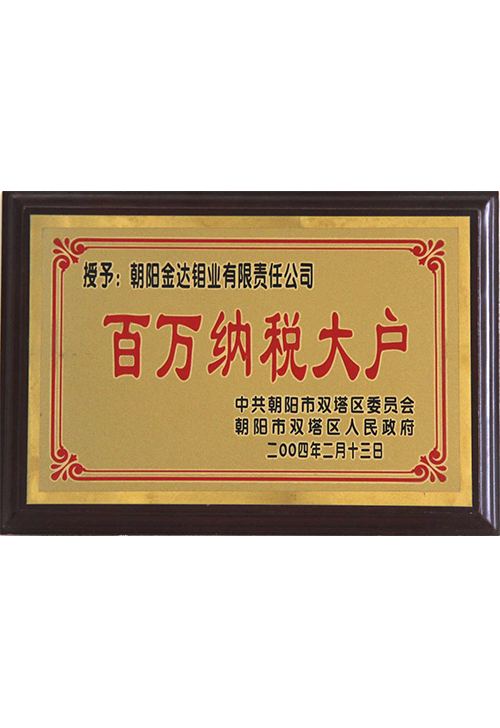 授予：朝阳金达钼业有限责任公司
百万纳税大户
中共朝阳市双塔区委员会
朝阳市双塔区人民政府
二00四年二月十三日